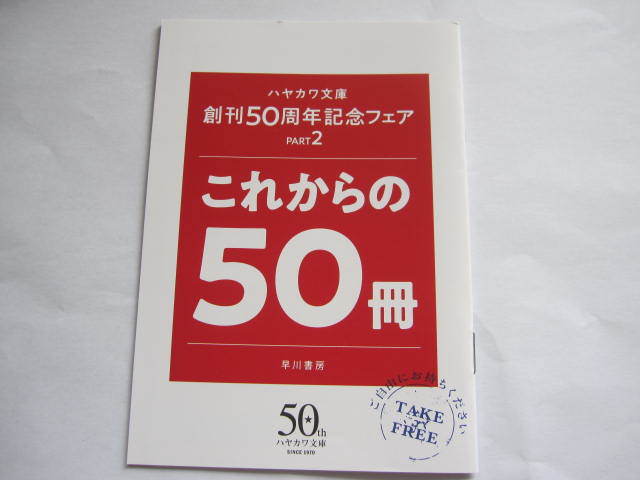 ハヤカワ文庫
創刊50周年記念フェア
PART2
これからの
50冊
早川書房
50th
ハヤカワ文庫
SINCE 1970
ご自由にお持ちください
TAKE
FREE